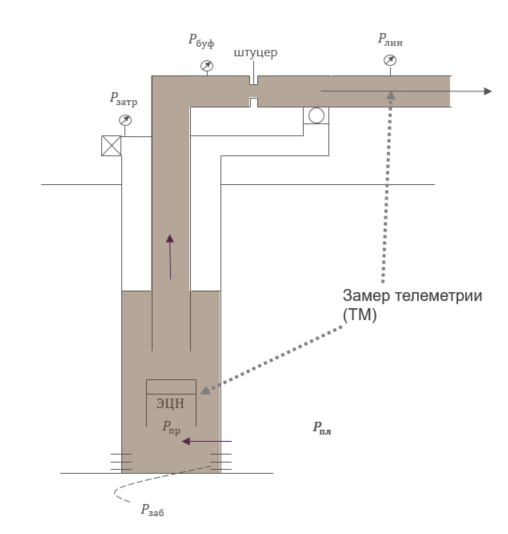 Pбуф
штуцер
Pлин
Pзатр
Замер телеметрии
(ТМ)
ЭЦН
Pпр
Pпл
Pзаб